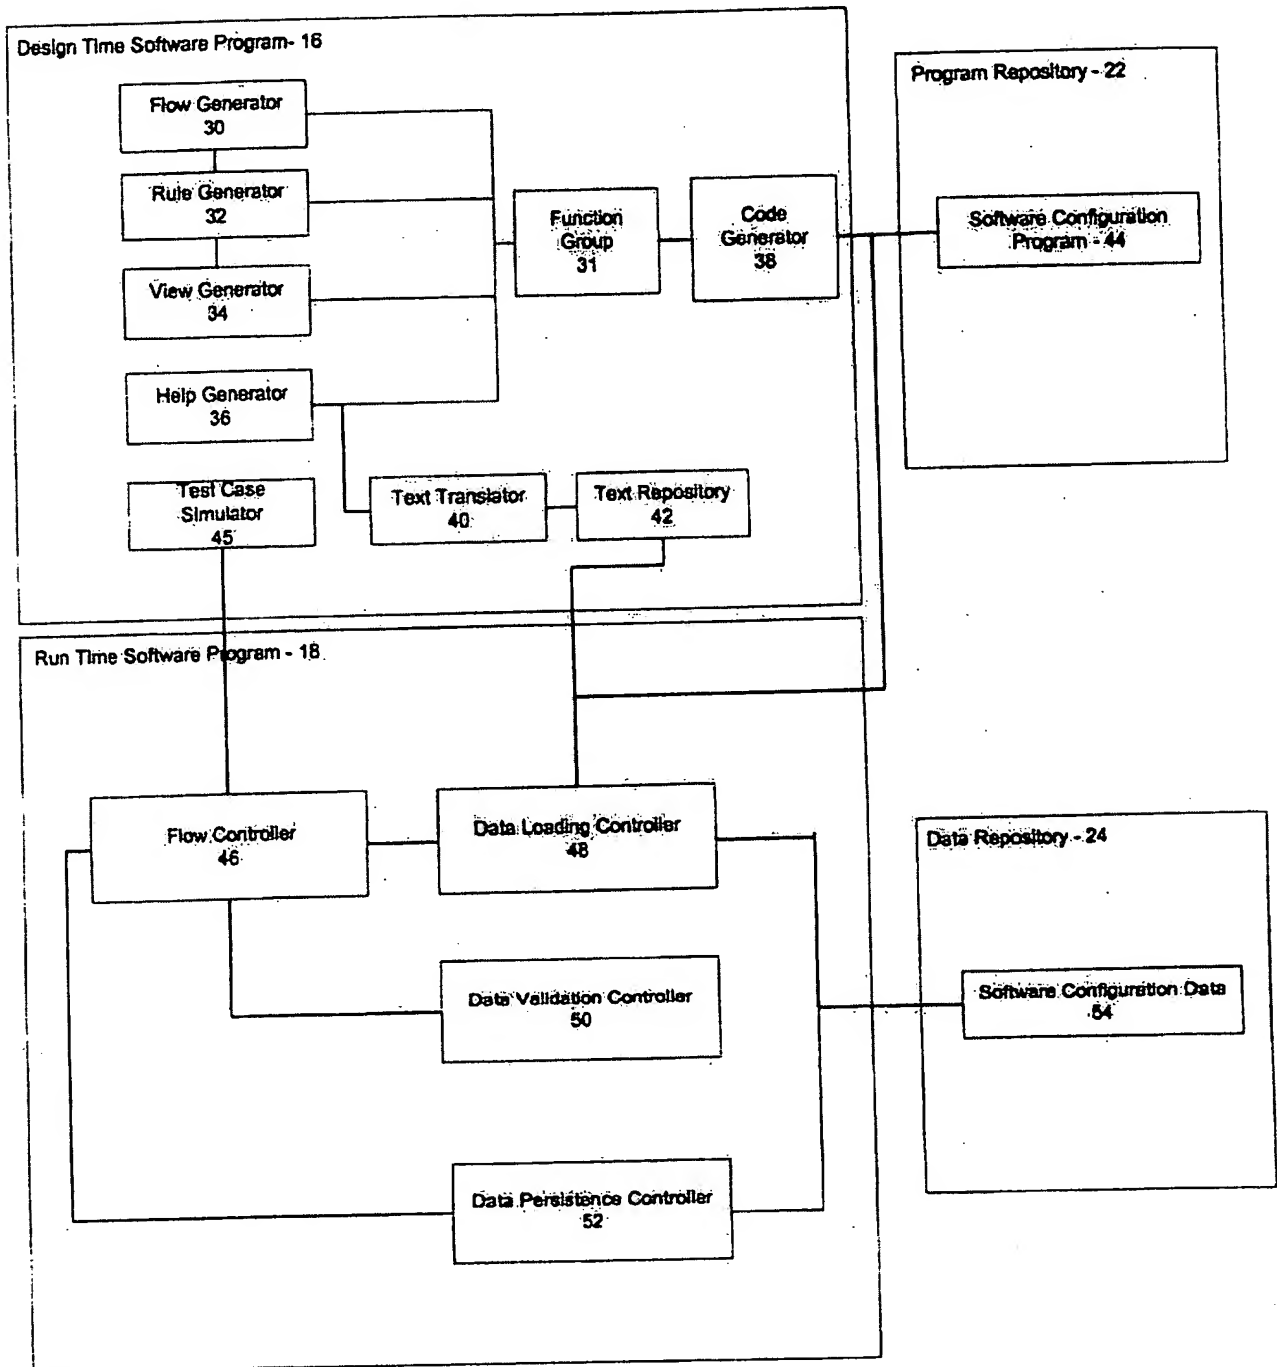 Design Time Software Program- 16
Program Repository - 22
Flow Generator
30
Rule Generator
32
View Generator
34
Help Generator
36
Function
Group
31
Code
Generator
38
Software Configuration
Program - 44
Test Case
Simulator
45
Text Translator
40
Text Repository
42
Run Time Software Program - 18
Flow Controller
46
Data Loading Controller
48
Data Repository - 24
Data Validation Controller
50
Software Configuration Data
54
Data Persistence Controller
52